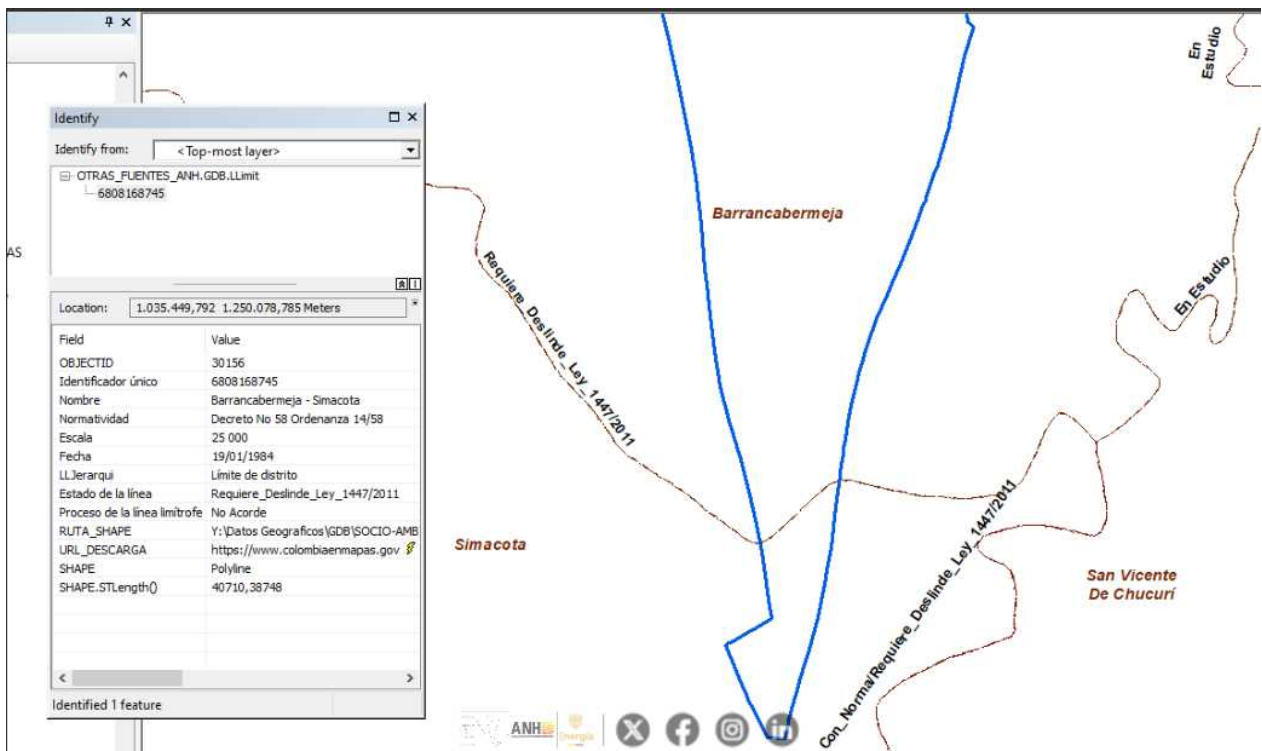 Identify
Identify from: <Top-most layer>
OTRAS_FUENTES_ANH.GDB.LLimit
6808168745
Location: 1.035.449,792 1.250.078,785 Meters
Field Value
OBJECTID 30156
Identificador único 6808168745
Nombre Barrancabermeja - Simacota
Normatividad Decreto No 58 Ordenanza 14/58
Escala 25 000
Fecha 19/01/1984
LLJerarqui Límite de distrito
Estado de la línea Requiere_Deslinde_Ley_1447/2011
Proceso de la línea limítrofe No Acorde
RUTA_SHAPE Y:\Datos Geograficos\GDB\SOCIO-AMB
URL_DESCARGA https://www.colombiaenmapas.gov
SHAPE Polyline
SHAPE.STLength() 40710,38748
Identified 1 feature
AS
En
Estudio
Barrancabermeja
Requiere_Deslinde_Ley_1447/2011
En Estudio
Simacota
San Vicente
De Chucurí
Con_Norma/Requiere_Deslinde_Ley_1447/2011
ANH
Energía